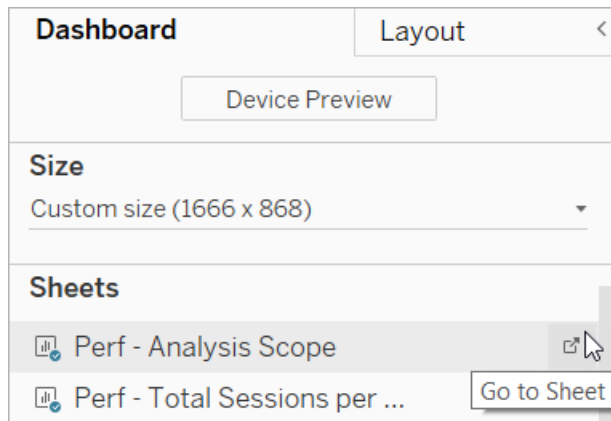 Dashboard
Layout
Device Preview
Size
Custom size (1666 x 868)
Sheets
Perf - Analysis Scope
Go to Sheet
Perf - Total Sessions per ...